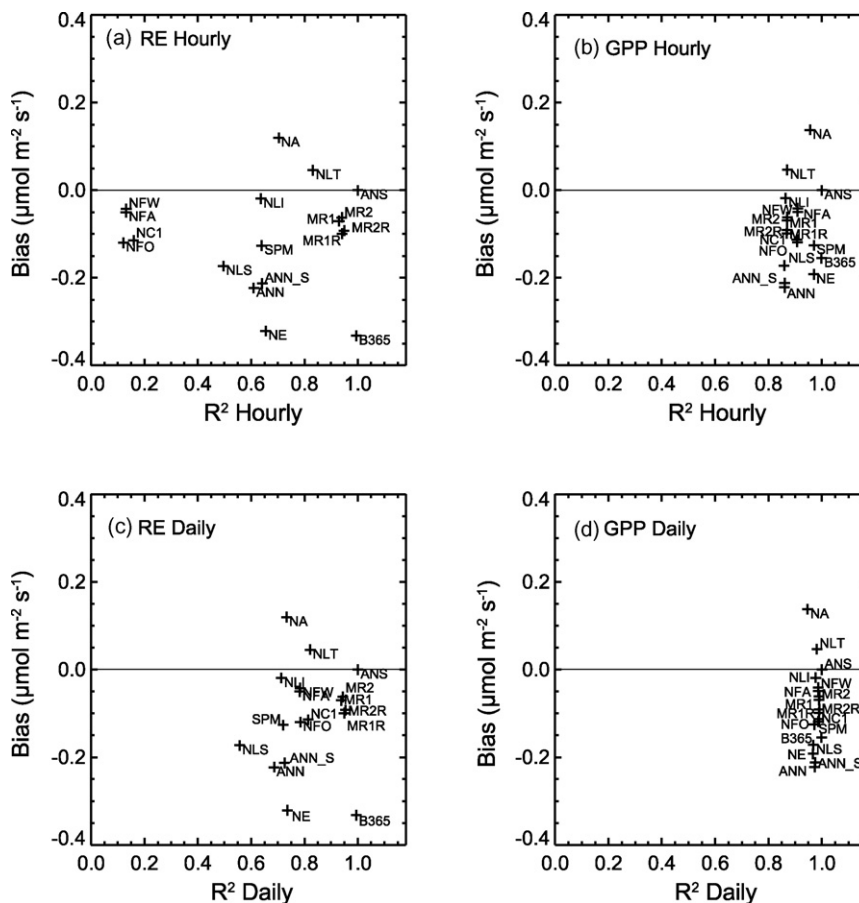 (a) RE Hourly
Bias (µmol m⁻² s⁻¹)
0.4
0.2
0.0
-0.2
-0.4
NA
NLT
ANS
NFW
NFA
NLI
MR1
MR2
MR2R
MR1R
NC1
NFO
SPM
NLS
ANN_S
ANN
NE
B365
0.0 0.2 0.4 0.6 0.8 1.0
R² Hourly
(b) GPP Hourly
Bias (µmol m⁻² s⁻¹)
0.4
0.2
0.0
-0.2
-0.4
NA
NLT
ANS
NLI
NFW
NFA
MR2
MR1
MR2R
MR1R
NC1
NFO
SPM
NLS
B365
ANN_S
NE
ANN
0.0 0.2 0.4 0.6 0.8 1.0
R² Hourly
(c) RE Daily
Bias (µmol m⁻² s⁻¹)
0.4
0.2
0.0
-0.2
-0.4
NA
NLT
ANS
NLI
NFW
NFA
MR2
MR1
MR2R
MR1R
NC1
SPM
NFO
NLS
ANN_S
ANN
NE
B365
0.0 0.2 0.4 0.6 0.8 1.0
R² Daily
(d) GPP Daily
Bias (µmol m⁻² s⁻¹)
0.4
0.2
0.0
-0.2
-0.4
NA
NLT
ANS
NLI
NFW
NFA
MR2
MR1
MR2R
MR1R
NC1
NFO
SPM
B365
NLS
NE
ANN_S
ANN
0.0 0.2 0.4 0.6 0.8 1.0
R² Daily